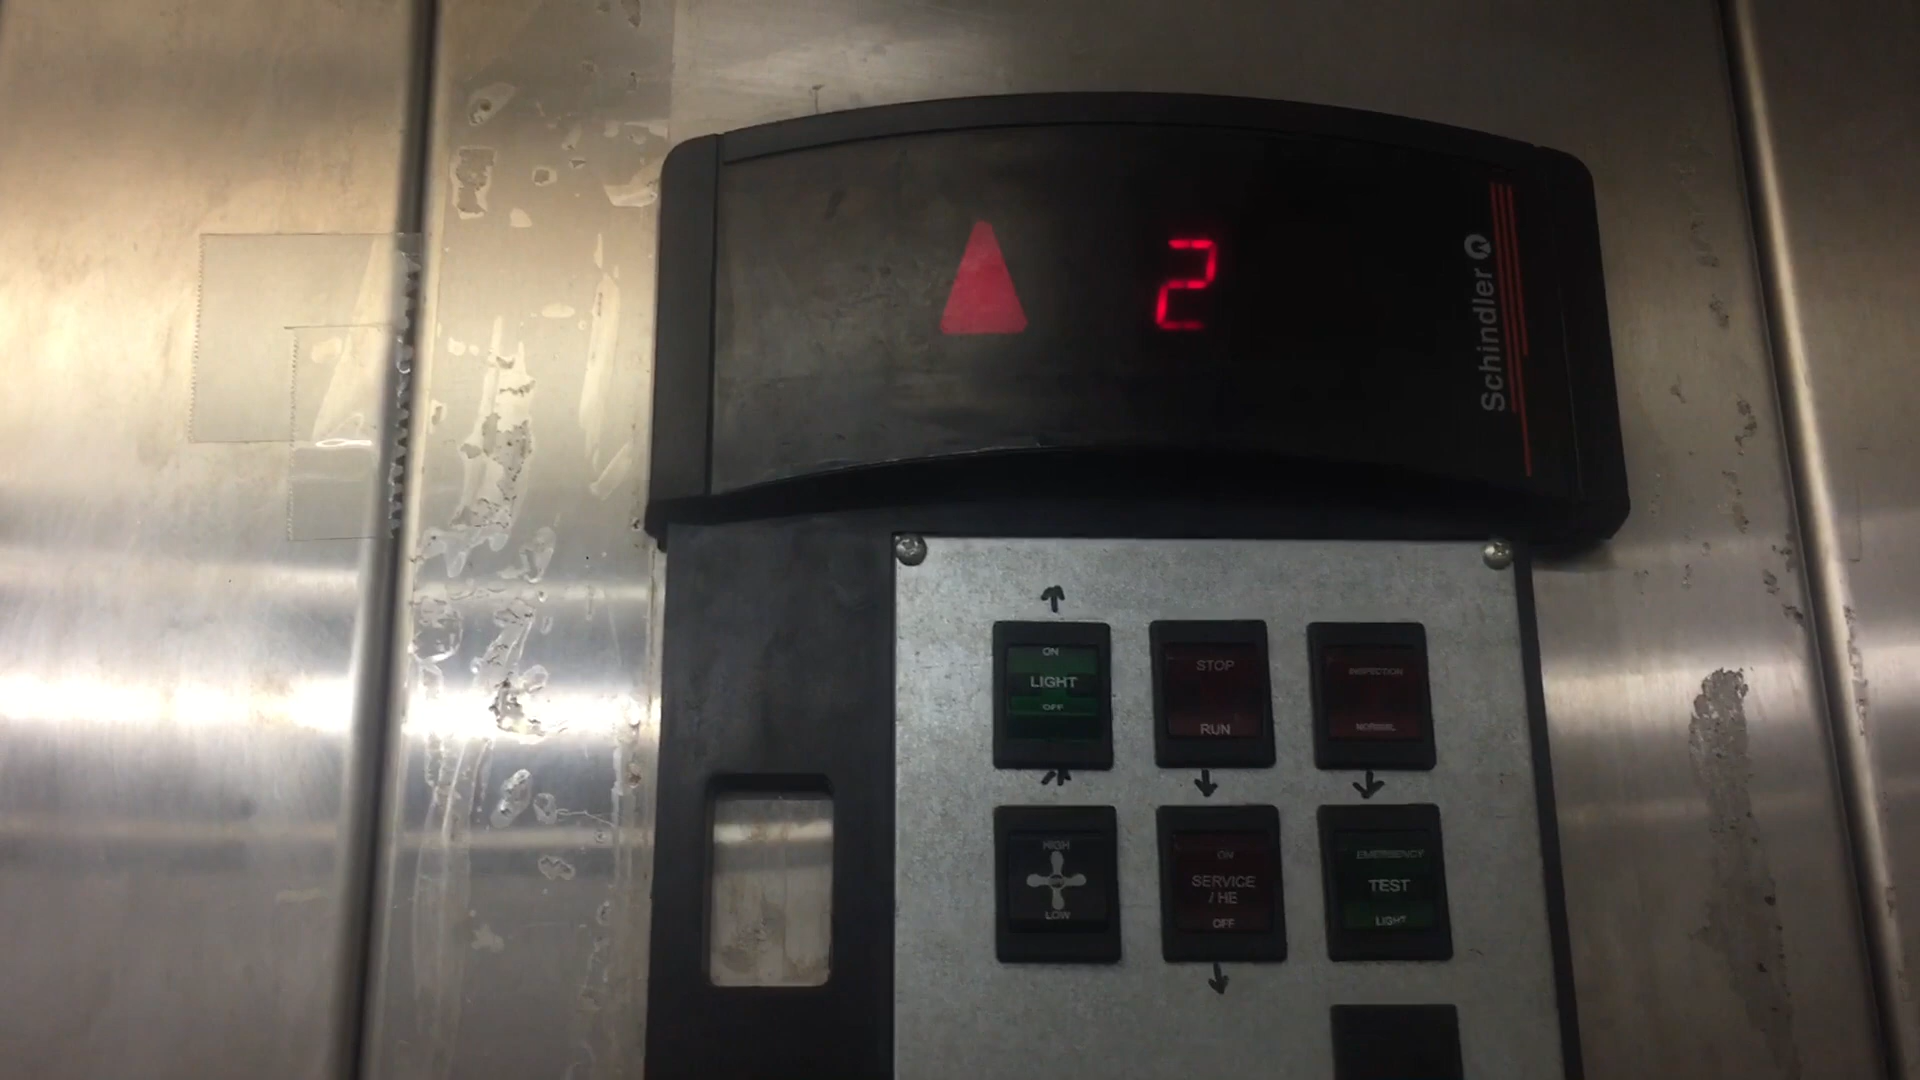 2
Schindler
ON
LIGHT
OFF
STOP
RUN
INSPECTION
NORMAL
HIGH
LOW
ON
SERVICE
/ HE
OFF
EMERGENCY
TEST
LIGHT